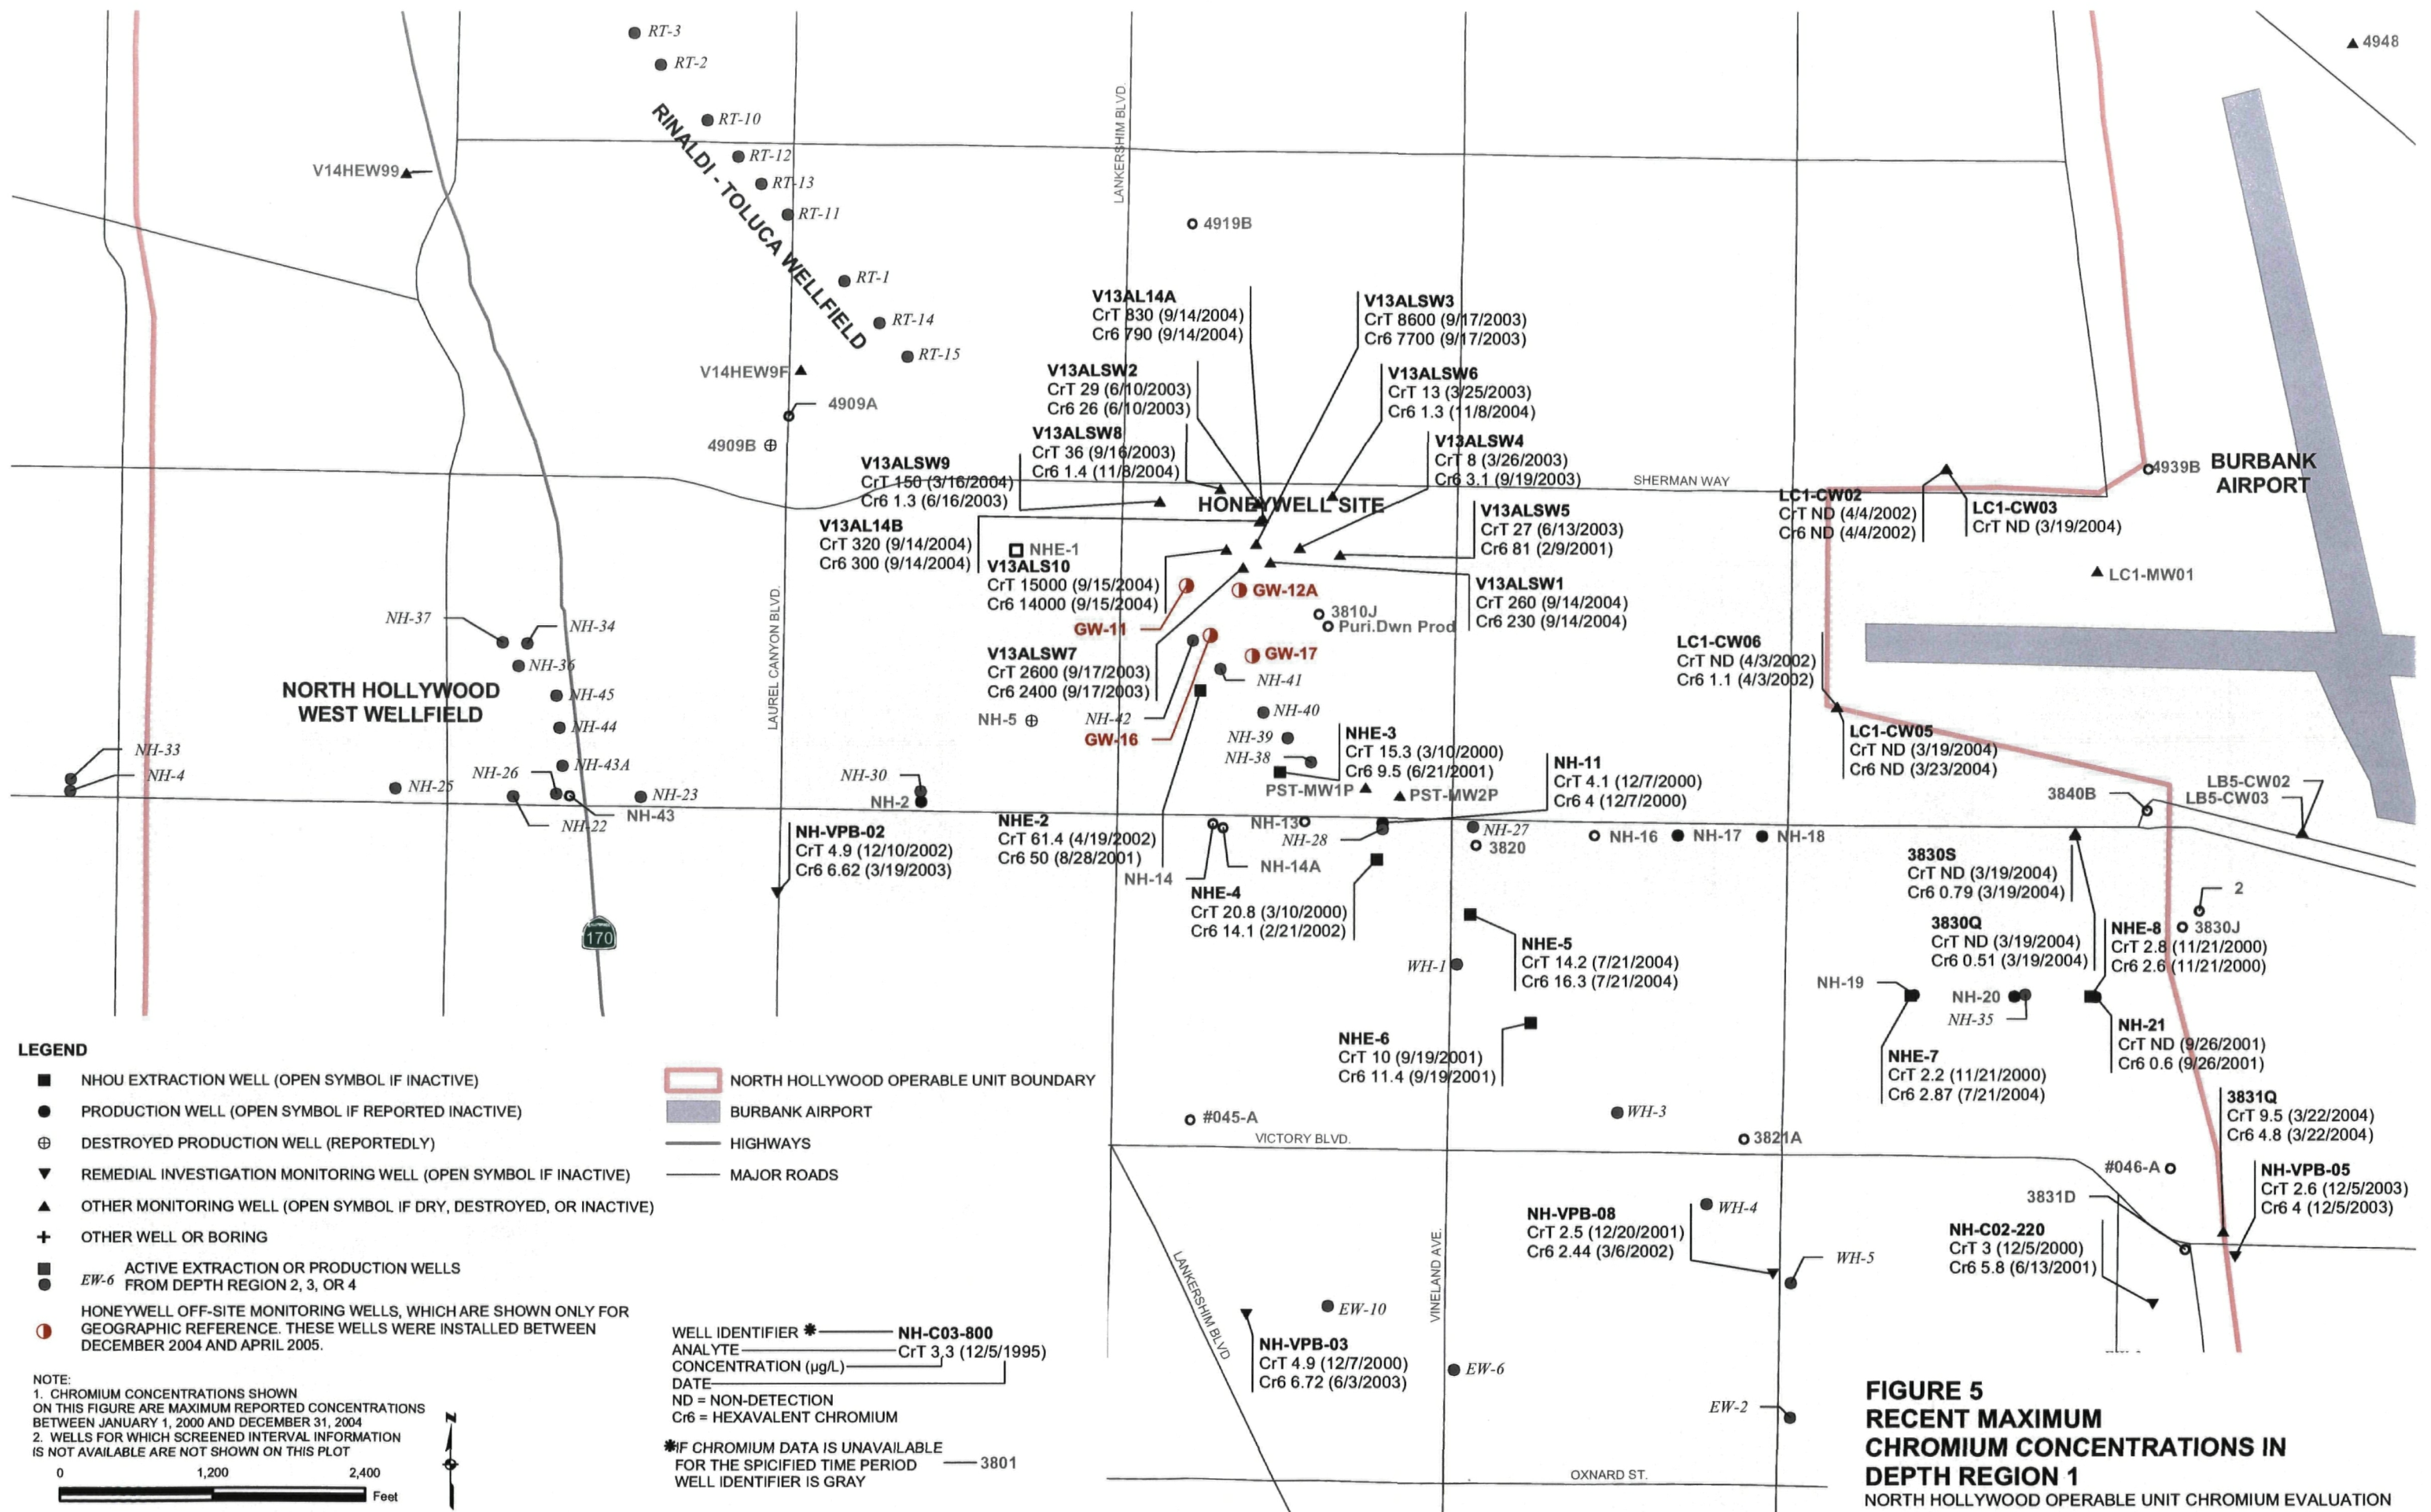 RT-3
4948
RT-2
RT-10
RINALDI - TOLUCA WELLFIELD
LANKERSHIM BLVD.
RT-12
V14HEW99
RT-13
RT-11
4919B
RT-1
RT-14
RT-15
V14HEW9F
4909A
4909B
V13AL14A
CrT 830 (9/14/2004)
Cr6 790 (9/14/2004)
V13ALSW3
CrT 8600 (9/17/2003)
Cr6 7700 (9/17/2003)
V13ALSW2
CrT 29 (6/10/2003)
Cr6 26 (6/10/2003)
V13ALSW6
CrT 13 (3/25/2003)
Cr6 1.3 (11/8/2004)
V13ALSW8
CrT 36 (9/16/2003)
Cr6 1.4 (11/8/2004)
V13ALSW4
CrT 8 (3/26/2003)
Cr6 3.1 (9/19/2003)
V13ALSW9
CrT 150 (3/16/2004)
Cr6 1.3 (6/16/2003)
SHERMAN WAY
4939B
BURBANK
AIRPORT
HONEYWELL SITE
LC1-CW02
CrT ND (4/4/2002)
Cr6 ND (4/4/2002)
LC1-CW03
CrT ND (3/19/2004)
V13ALSW5
CrT 27 (6/13/2003)
Cr6 81 (2/9/2001)
V13AL14B
CrT 320 (9/14/2004)
Cr6 300 (9/14/2004)
NHE-1
V13ALS10
CrT 15000 (9/15/2004)
Cr6 14000 (9/15/2004)
LC1-MW01
V13ALSW1
CrT 260 (9/14/2004)
Cr6 230 (9/14/2004)
GW-12A
3810J
Puri.Dwn Prod
GW-11
LAUREL CANYON BLVD.
NH-37
NH-34
NH-36
V13ALSW7
CrT 2600 (9/17/2003)
Cr6 2400 (9/17/2003)
GW-17
NH-41
LC1-CW06
CrT ND (4/3/2002)
Cr6 1.1 (4/3/2002)
NORTH HOLLYWOOD
WEST WELLFIELD
NH-45
NH-44
NH-5
NH-42
GW-16
NH-40
NH-39
NH-38
NHE-3
CrT 15.3 (3/10/2000)
Cr6 9.5 (6/21/2001)
LC1-CW05
CrT ND (3/19/2004)
Cr6 ND (3/23/2004)
NH-33
NH-4
NH-43A
NH-25
NH-26
NH-23
NH-43
NH-22
NH-30
NH-2
PST-MW1P
PST-MW2P
NH-11
CrT 4.1 (12/7/2000)
Cr6 4 (12/7/2000)
LB5-CW02
LB5-CW03
3840B
NH-VPB-02
CrT 4.9 (12/10/2002)
Cr6 6.62 (3/19/2003)
NHE-2
CrT 61.4 (4/19/2002)
Cr6 50 (8/28/2001)
NH-13
NH-28
NH-27
3820
NH-16
NH-17
NH-18
NH-14
NH-14A
3830S
CrT ND (3/19/2004)
Cr6 0.79 (3/19/2004)
NHE-4
CrT 20.8 (3/10/2000)
Cr6 14.1 (2/21/2002)
2
3830J
170
3830Q
CrT ND (3/19/2004)
Cr6 0.51 (3/19/2004)
NHE-8
CrT 2.8 (11/21/2000)
Cr6 2.6 (11/21/2000)
NHE-5
CrT 14.2 (7/21/2004)
Cr6 16.3 (7/21/2004)
WH-1
NH-19
NH-20
NH-35
NHE-6
CrT 10 (9/19/2001)
Cr6 11.4 (9/19/2001)
NH-21
CrT ND (9/26/2001)
Cr6 0.6 (9/26/2001)
NHE-7
CrT 2.2 (11/21/2000)
Cr6 2.87 (7/21/2004)
3831Q
CrT 9.5 (3/22/2004)
Cr6 4.8 (3/22/2004)
#045-A
WH-3
VICTORY BLVD.
3821A
#046-A
NH-VPB-05
CrT 2.6 (12/5/2003)
Cr6 4 (12/5/2003)
3831D
WH-4
NH-VPB-08
CrT 2.5 (12/20/2001)
Cr6 2.44 (3/6/2002)
WH-5
NH-C02-220
CrT 3 (12/5/2000)
Cr6 5.8 (6/13/2001)
LANKERSHIM BLVD
VINELAND AVE.
EW-10
NH-VPB-03
CrT 4.9 (12/7/2000)
Cr6 6.72 (6/3/2003)
EW-6
EW-2
OXNARD ST.
LEGEND
NHOU EXTRACTION WELL (OPEN SYMBOL IF INACTIVE)
PRODUCTION WELL (OPEN SYMBOL IF REPORTED INACTIVE)
DESTROYED PRODUCTION WELL (REPORTEDLY)
REMEDIAL INVESTIGATION MONITORING WELL (OPEN SYMBOL IF INACTIVE)
OTHER MONITORING WELL (OPEN SYMBOL IF DRY, DESTROYED, OR INACTIVE)
OTHER WELL OR BORING
ACTIVE EXTRACTION OR PRODUCTION WELLS
EW-6 FROM DEPTH REGION 2, 3, OR 4
HONEYWELL OFF-SITE MONITORING WELLS, WHICH ARE SHOWN ONLY FOR
GEOGRAPHIC REFERENCE. THESE WELLS WERE INSTALLED BETWEEN
DECEMBER 2004 AND APRIL 2005.
NORTH HOLLYWOOD OPERABLE UNIT BOUNDARY
BURBANK AIRPORT
HIGHWAYS
MAJOR ROADS
NOTE:
1. CHROMIUM CONCENTRATIONS SHOWN
ON THIS FIGURE ARE MAXIMUM REPORTED CONCENTRATIONS
BETWEEN JANUARY 1, 2000 AND DECEMBER 31, 2004
2. WELLS FOR WHICH SCREENED INTERVAL INFORMATION
IS NOT AVAILABLE ARE NOT SHOWN ON THIS PLOT
0 1,200 2,400
Feet
N
WELL IDENTIFIER * NH-C03-800
ANALYTE CrT 3.3 (12/5/1995)
CONCENTRATION (µg/L)
DATE
ND = NON-DETECTION
Cr6 = HEXAVALENT CHROMIUM
*IF CHROMIUM DATA IS UNAVAILABLE
FOR THE SPICIFIED TIME PERIOD 3801
WELL IDENTIFIER IS GRAY
FIGURE 5
RECENT MAXIMUM
CHROMIUM CONCENTRATIONS IN
DEPTH REGION 1
NORTH HOLLYWOOD OPERABLE UNIT CHROMIUM EVALUATION